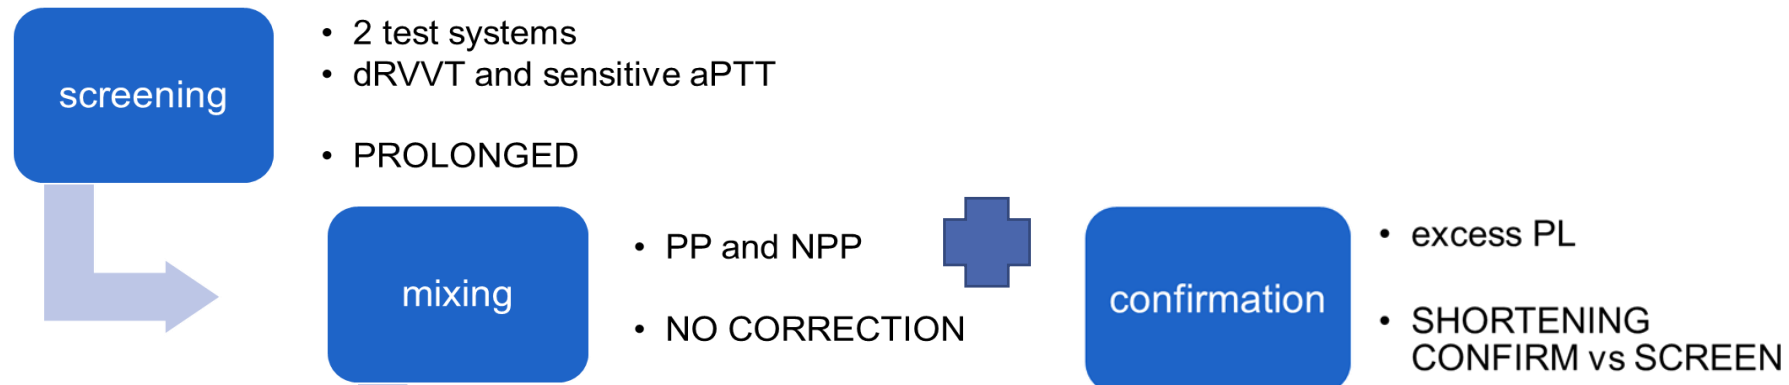 screening
• 2 test systems
• dRVVT and sensitive aPTT
• PROLONGED
mixing
• PP and NPP
• NO CORRECTION
confirmation
• excess PL
• SHORTENING
CONFIRM vs SCREEN